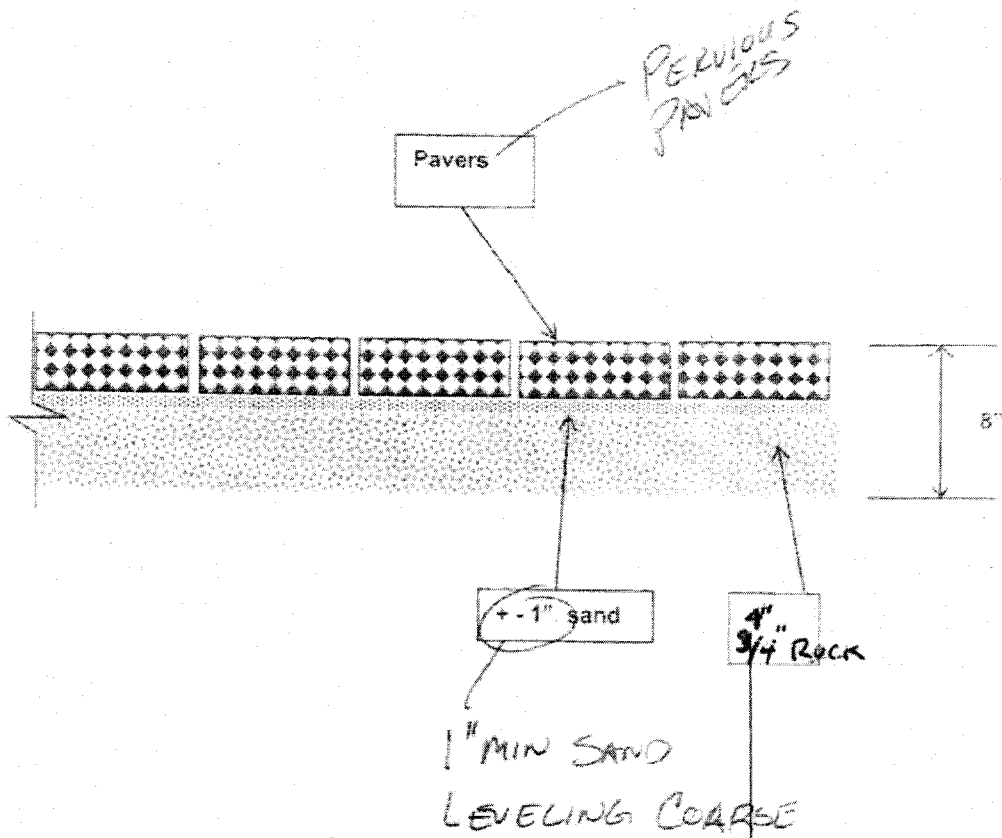 PERVIOUS
PAVERS
Pavers
8"
+ - 1" sand
4"
3/4" ROCK
1" MIN SAND
LEVELING COARSE